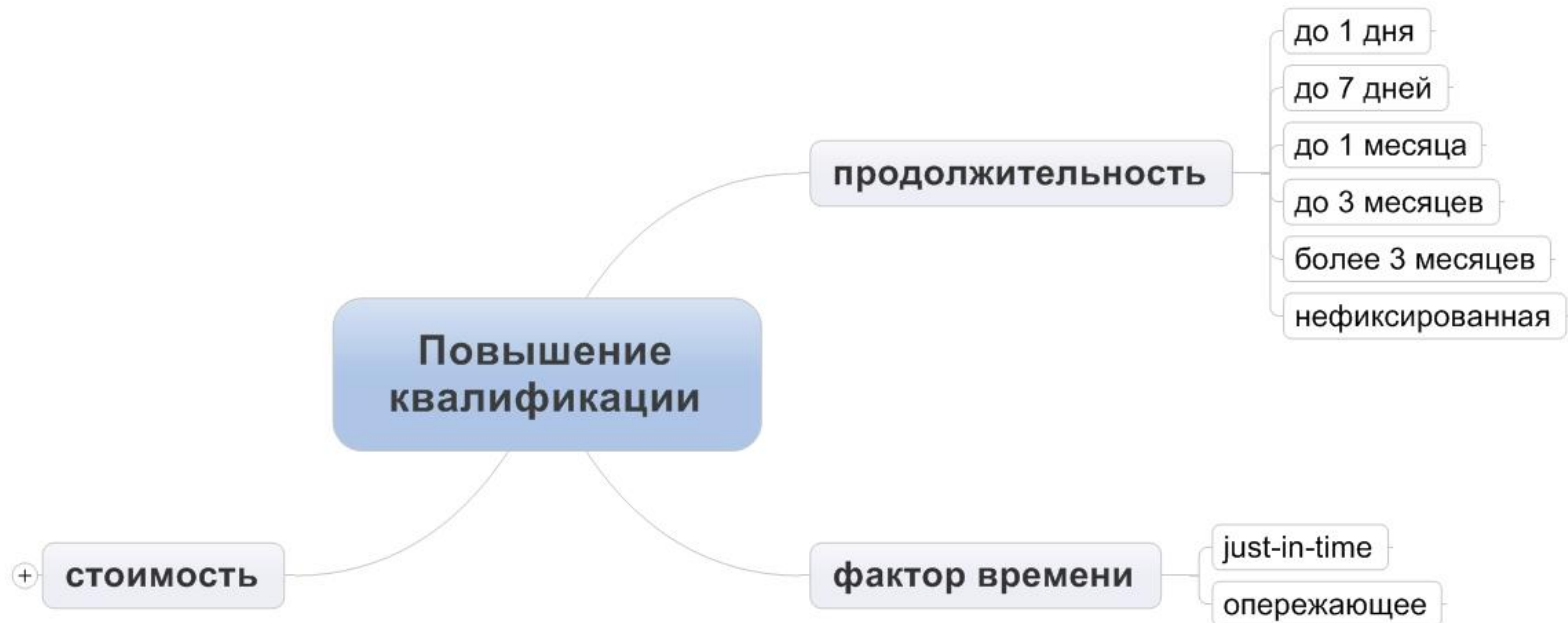 до 1 дня
до 7 дней
до 1 месяца
продолжительность
до 3 месяцев
более 3 месяцев
нефиксированная
Повышение
квалификации
стоимость
фактор времени
just-in-time
опережающее